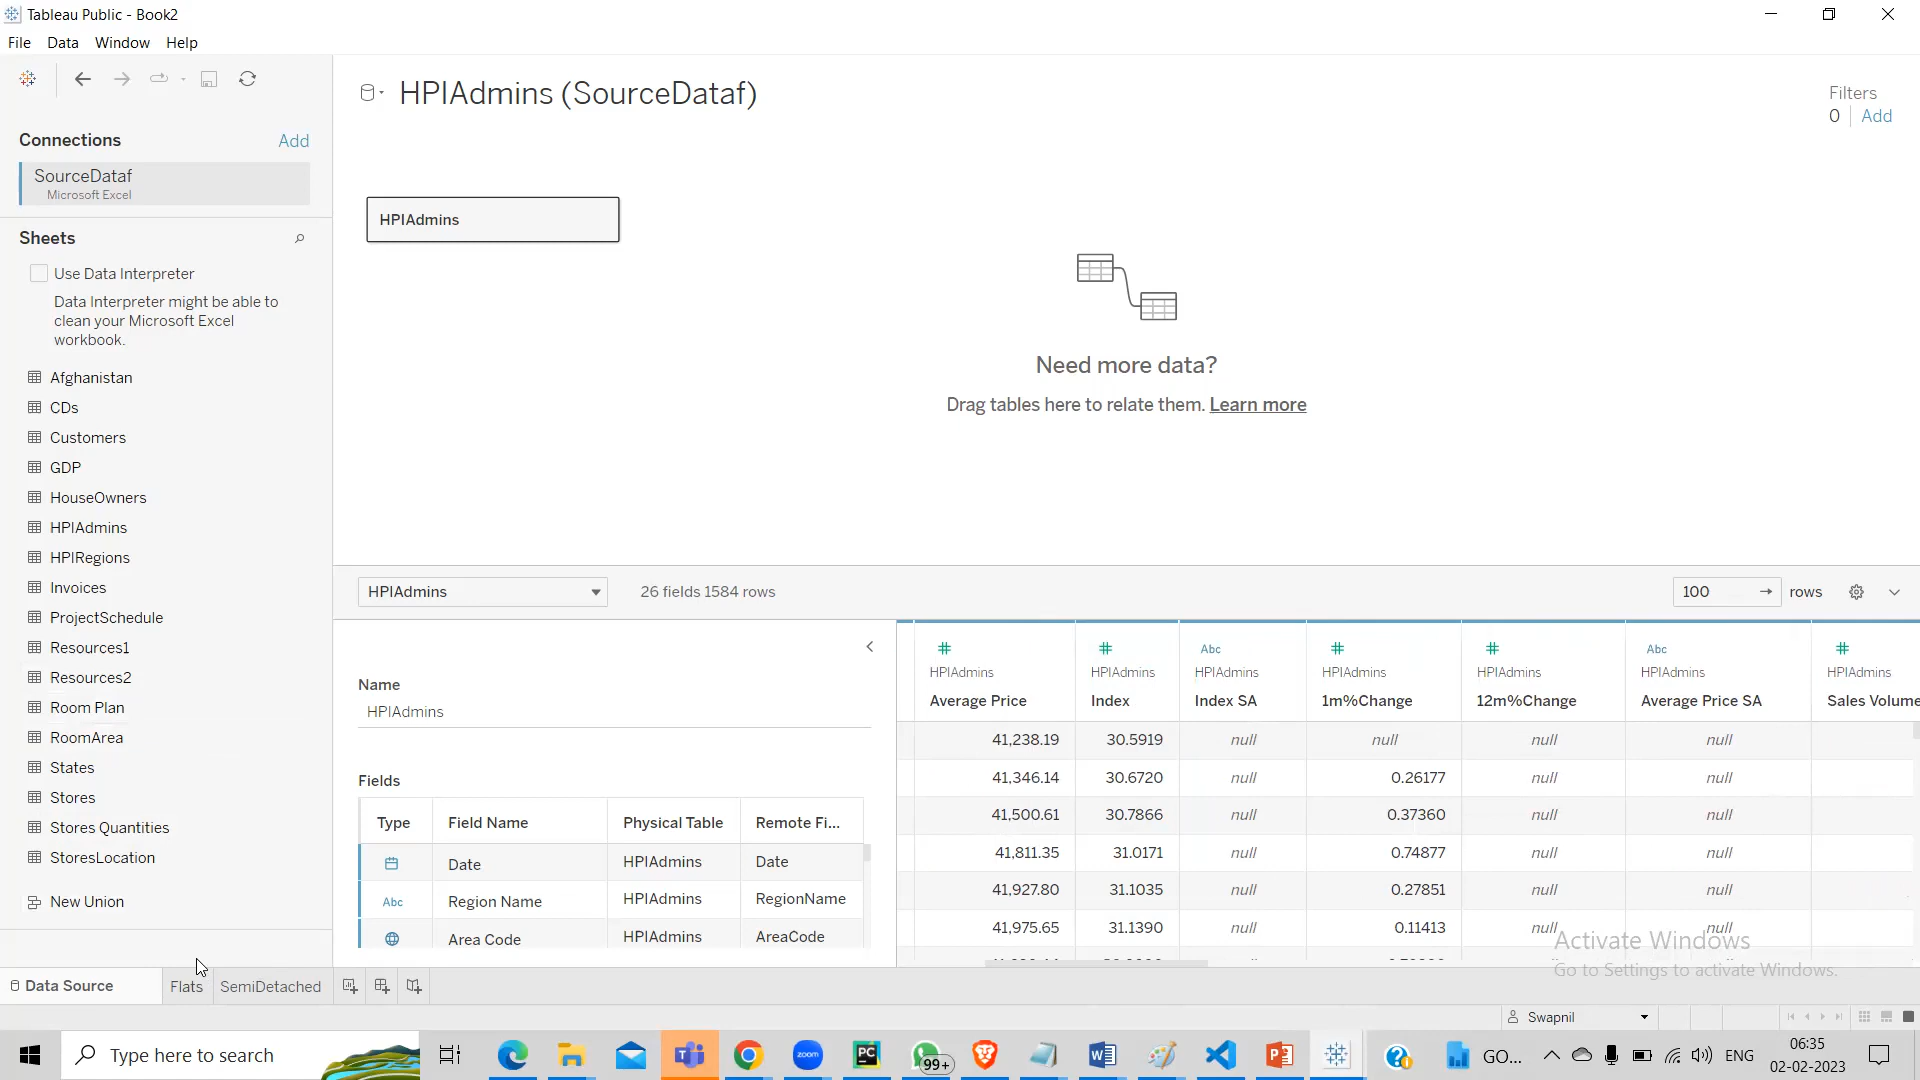 Tableau Public - Book2
File Data Window Help
Connections Add
SourceDataf
Microsoft Excel
Sheets
Use Data Interpreter
Data Interpreter might be able to
clean your Microsoft Excel
workbook.
Afghanistan
CDs
Customers
GDP
HouseOwners
HPIAdmins
HPIRegions
Invoices
ProjectSchedule
Resources1
Resources2
Room Plan
RoomArea
States
Stores
Stores Quantities
StoresLocation
New Union
HPIAdmins (SourceDataf)
Filters
0 Add
HPIAdmins
Need more data?
Drag tables here to relate them. Learn more
HPIAdmins 26 fields 1584 rows 100 rows
Name
HPIAdmins
Fields
Type Field Name Physical Table Remote Fi...
Date HPIAdmins Date
Abc Region Name HPIAdmins RegionName
Area Code HPIAdmins AreaCode
# # Abc # # Abc #
HPIAdmins HPIAdmins HPIAdmins HPIAdmins HPIAdmins HPIAdmins HPIAdmins
Average Price Index Index SA 1m%Change 12m%Change Average Price SA Sales Volume
41,238.19 30.5919 null null null null
41,346.14 30.6720 null 0.26177 null null
41,500.61 30.7866 null 0.37360 null null
41,811.35 31.0171 null 0.74877 null null
41,927.80 31.1035 null 0.27851 null null
41,975.65 31.1390 null 0.11413 null null
Activate Windows
Go to Settings to activate Windows.
Data Source Flats SemiDetached
Swapnil
Type here to search
zoom
PC
99+
GO...
ENG
06:35
02-02-2023